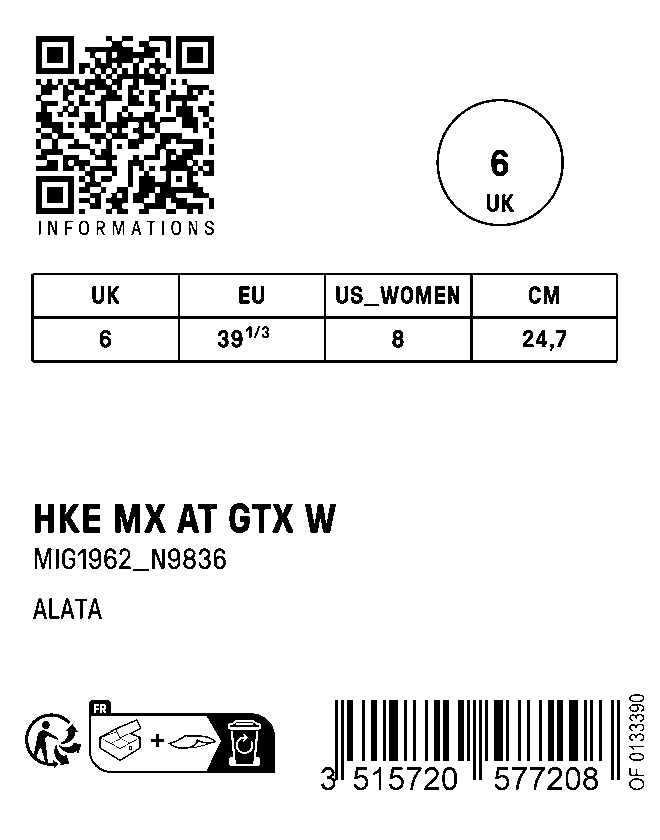 INFORMATIONS
6
UK
UK EU US_WOMEN CM
6 39 1/3 8 24,7
HKE MX AT GTX W
MIG1962_N9836
ALATA
FR
+
3 515720 577208
OF 0133390